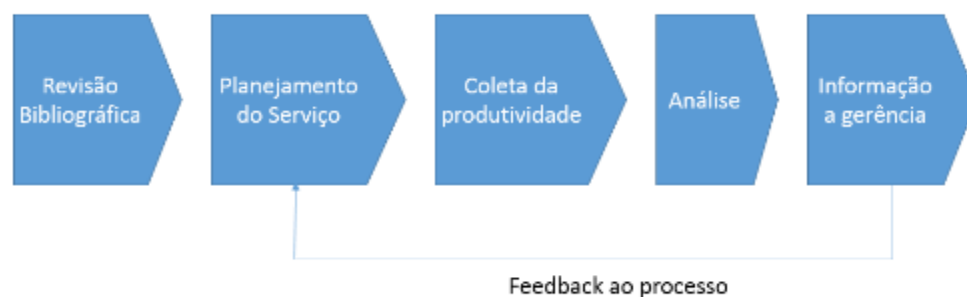 Revisão
Bibliográfica
Planejamento
do Serviço
Coleta da
produtividade
Análise
Informação
a gerência
Feedback ao processo